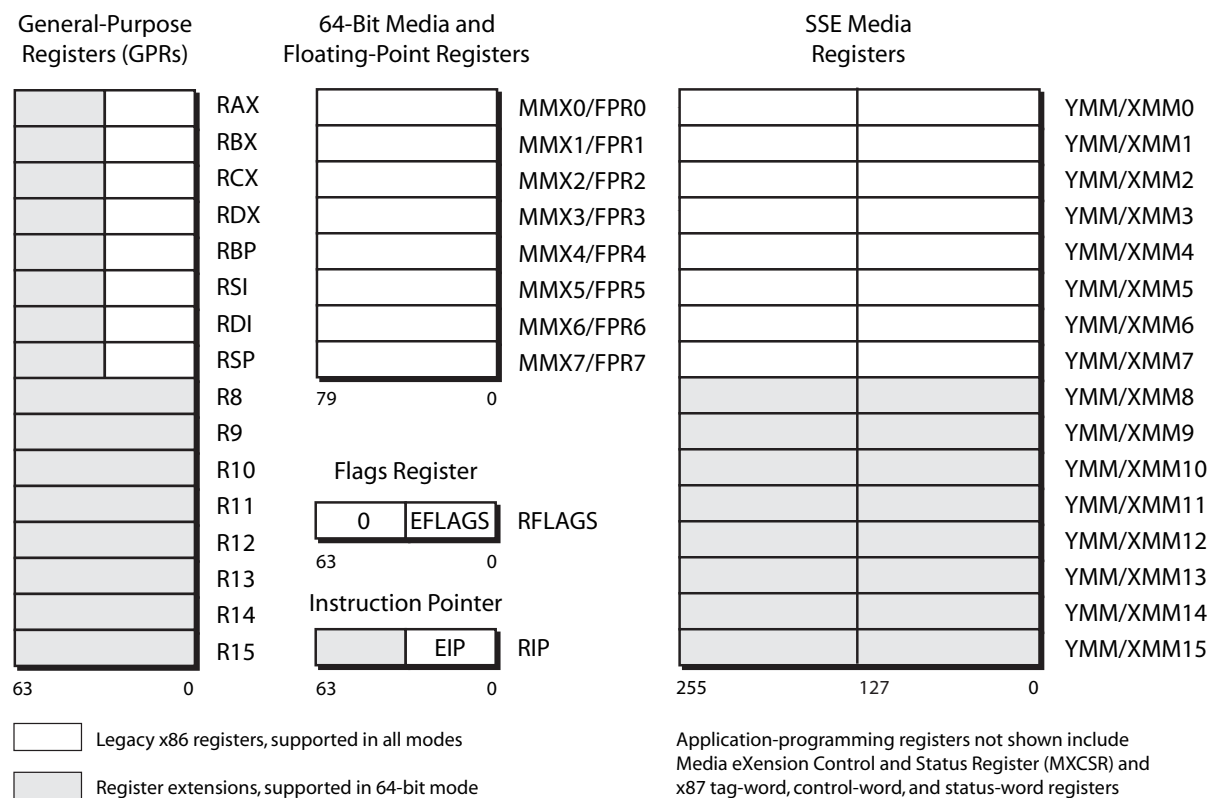 General-Purpose
Registers (GPRs)
64-Bit Media and
Floating-Point Registers
SSE Media
Registers
RAX
RBX
RCX
RDX
RBP
RSI
RDI
RSP
R8
R9
R10
R11
R12
R13
R14
R15
63 0
MMX0/FPR0
MMX1/FPR1
MMX2/FPR2
MMX3/FPR3
MMX4/FPR4
MMX5/FPR5
MMX6/FPR6
MMX7/FPR7
79 0
Flags Register
0 EFLAGS RFLAGS
63 0
Instruction Pointer
EIP RIP
63 0
YMM/XMM0
YMM/XMM1
YMM/XMM2
YMM/XMM3
YMM/XMM4
YMM/XMM5
YMM/XMM6
YMM/XMM7
YMM/XMM8
YMM/XMM9
YMM/XMM10
YMM/XMM11
YMM/XMM12
YMM/XMM13
YMM/XMM14
YMM/XMM15
255 127 0
Legacy x86 registers, supported in all modes
Register extensions, supported in 64-bit mode
Application-programming registers not shown include
Media eXension Control and Status Register (MXCSR) and
x87 tag-word, control-word, and status-word registers